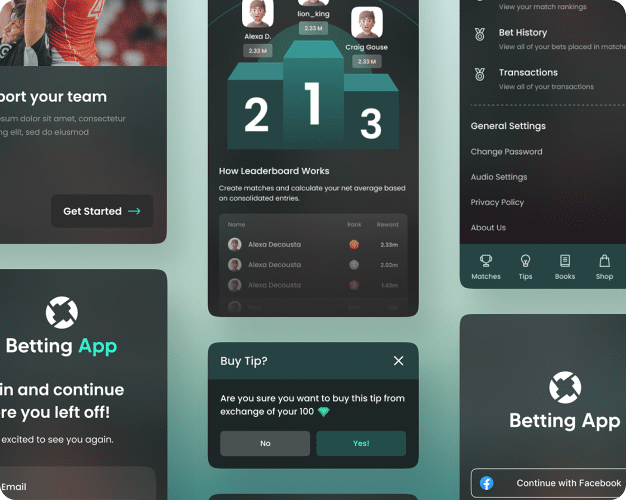 port your team
psum dolor sit amet, consectetur
ng elit, sed do eiusmod
Get Started
Betting App
in and continue
re you left off!
excited to see you again.
Email
lion_king
2.33 M
Alexa D.
2.33 M
Craig Gouse
2.33 M
2
1
3
How Leaderboard Works
Create matches and calculate your net average based
on consolidated entries.
Name Rank Reward
Alexa Decousta 2.33m
Alexa Decousta 2.02m
Alexa Decousta 1.43m
Buy Tip?
Are you sure you want to buy this tip from
exchange of your 100
No
Yes!
View your match rankings
Bet History
View all of your bets placed in matche
Transactions
View all of your transactions
General Settings
Change Password
Audio Settings
Privacy Policy
About Us
Matches Tips Books Shop
Betting App
Continue with Facebook